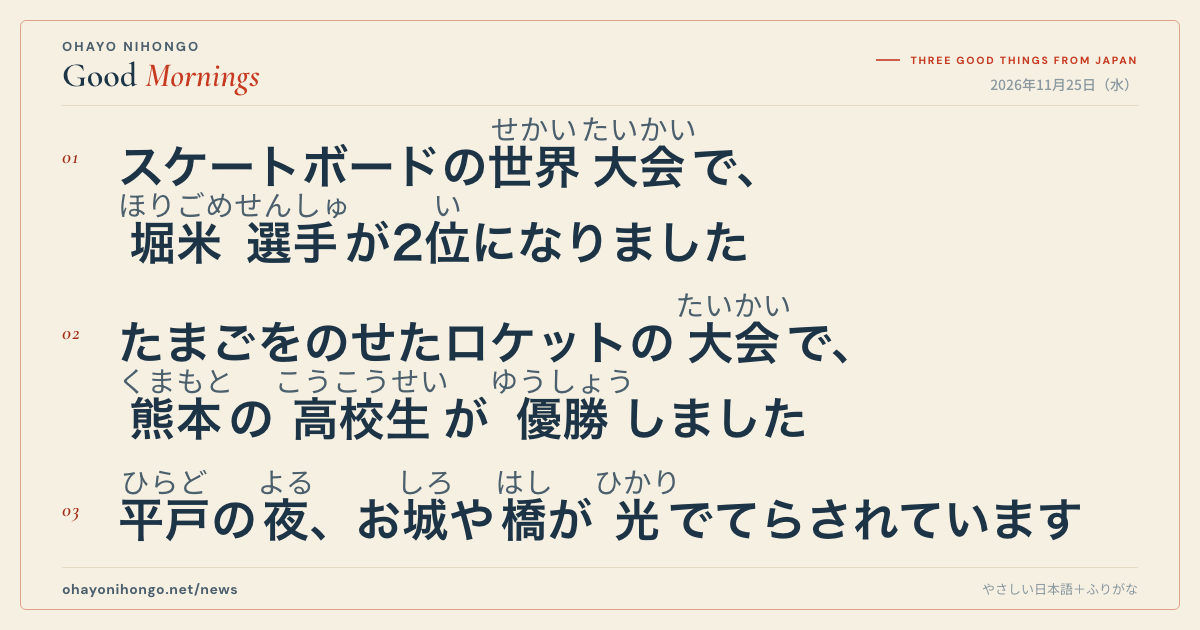 OHAYO NIHONGO
Good Mornings
THREE GOOD THINGS FROM JAPAN
2026年11月25日（水）
01
せかい たいかい
スケートボードの世界大会で、
ほりごめせんしゅ い
堀米選手が2位になりました
02
たいかい
たまごをのせたロケットの大会で、
くまもと こうこうせい ゆうしょう
熊本の高校生が優勝しました
03
ひらど よる しろ はし ひかり
平戸の夜、お城や橋が光でてらされています
ohayonihongo.net/news
やさしい日本語＋ふりがな